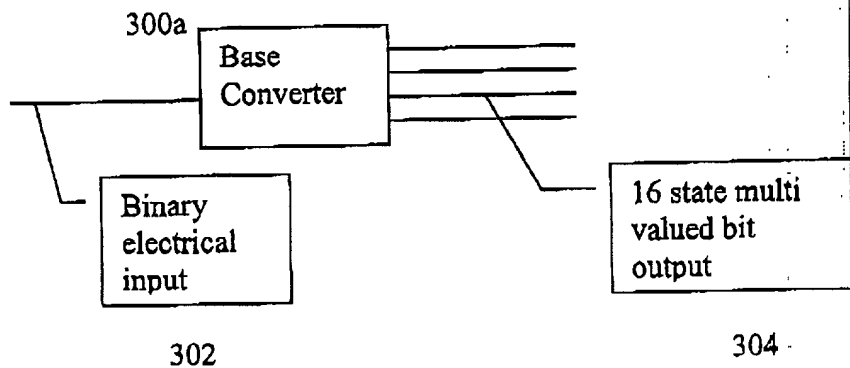 300a
Base
Converter
Binary
electrical
input
16 state multi
valued bit
output
302
304